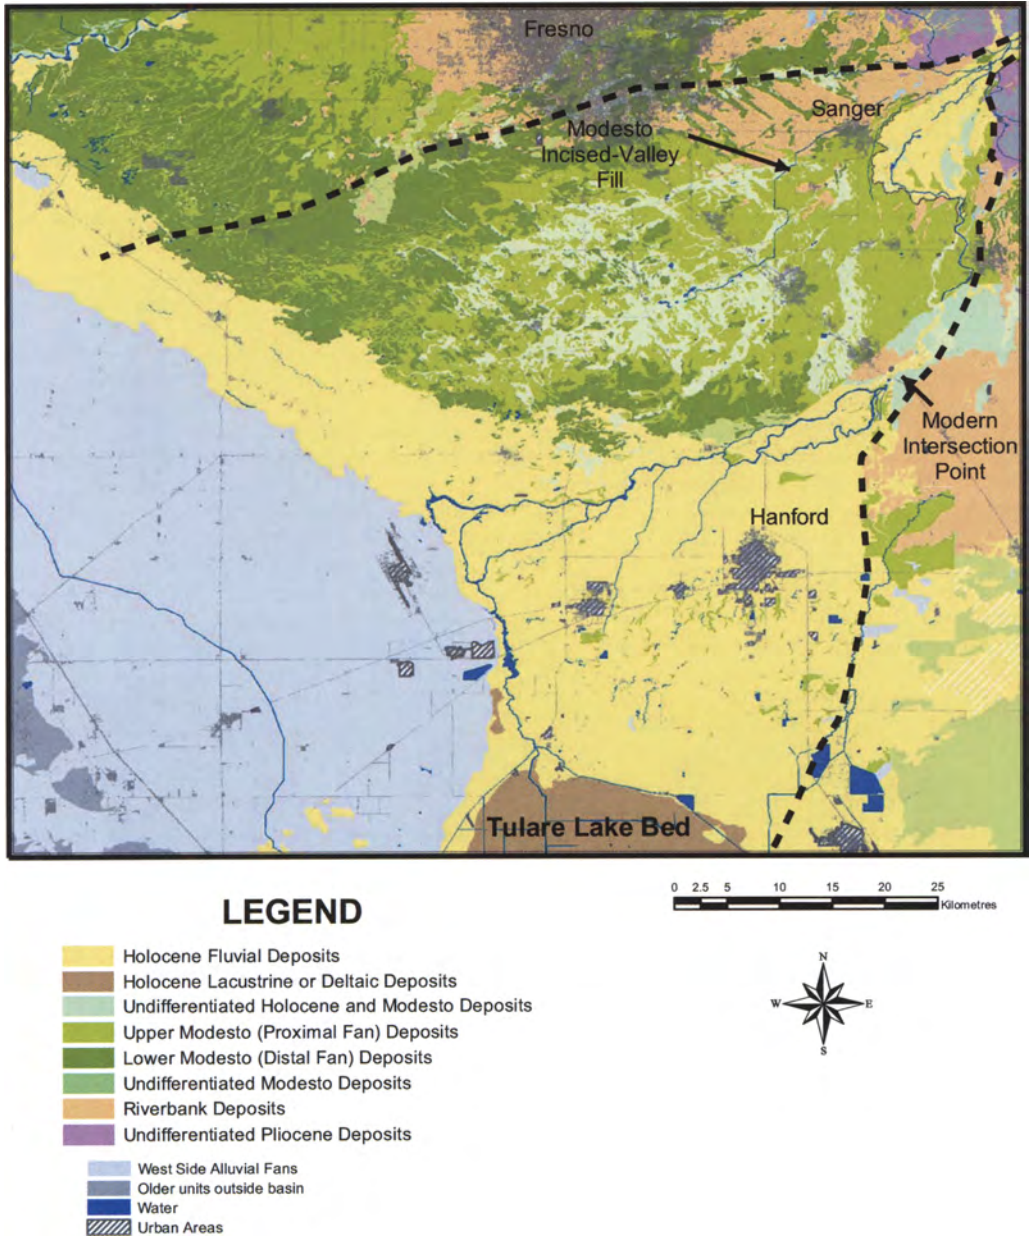 Fresno
Sanger
Modesto
Incised-Valley
Fill
Modern
Intersection
Point
Hanford
Tulare Lake Bed
LEGEND
Holocene Fluvial Deposits
Holocene Lacustrine or Deltaic Deposits
Undifferentiated Holocene and Modesto Deposits
Upper Modesto (Proximal Fan) Deposits
Lower Modesto (Distal Fan) Deposits
Undifferentiated Modesto Deposits
Riverbank Deposits
Undifferentiated Pliocene Deposits
West Side Alluvial Fans
Older units outside basin
Water
Urban Areas
0 2.5 5 10 15 20 25
Kilometres
N
W E
S